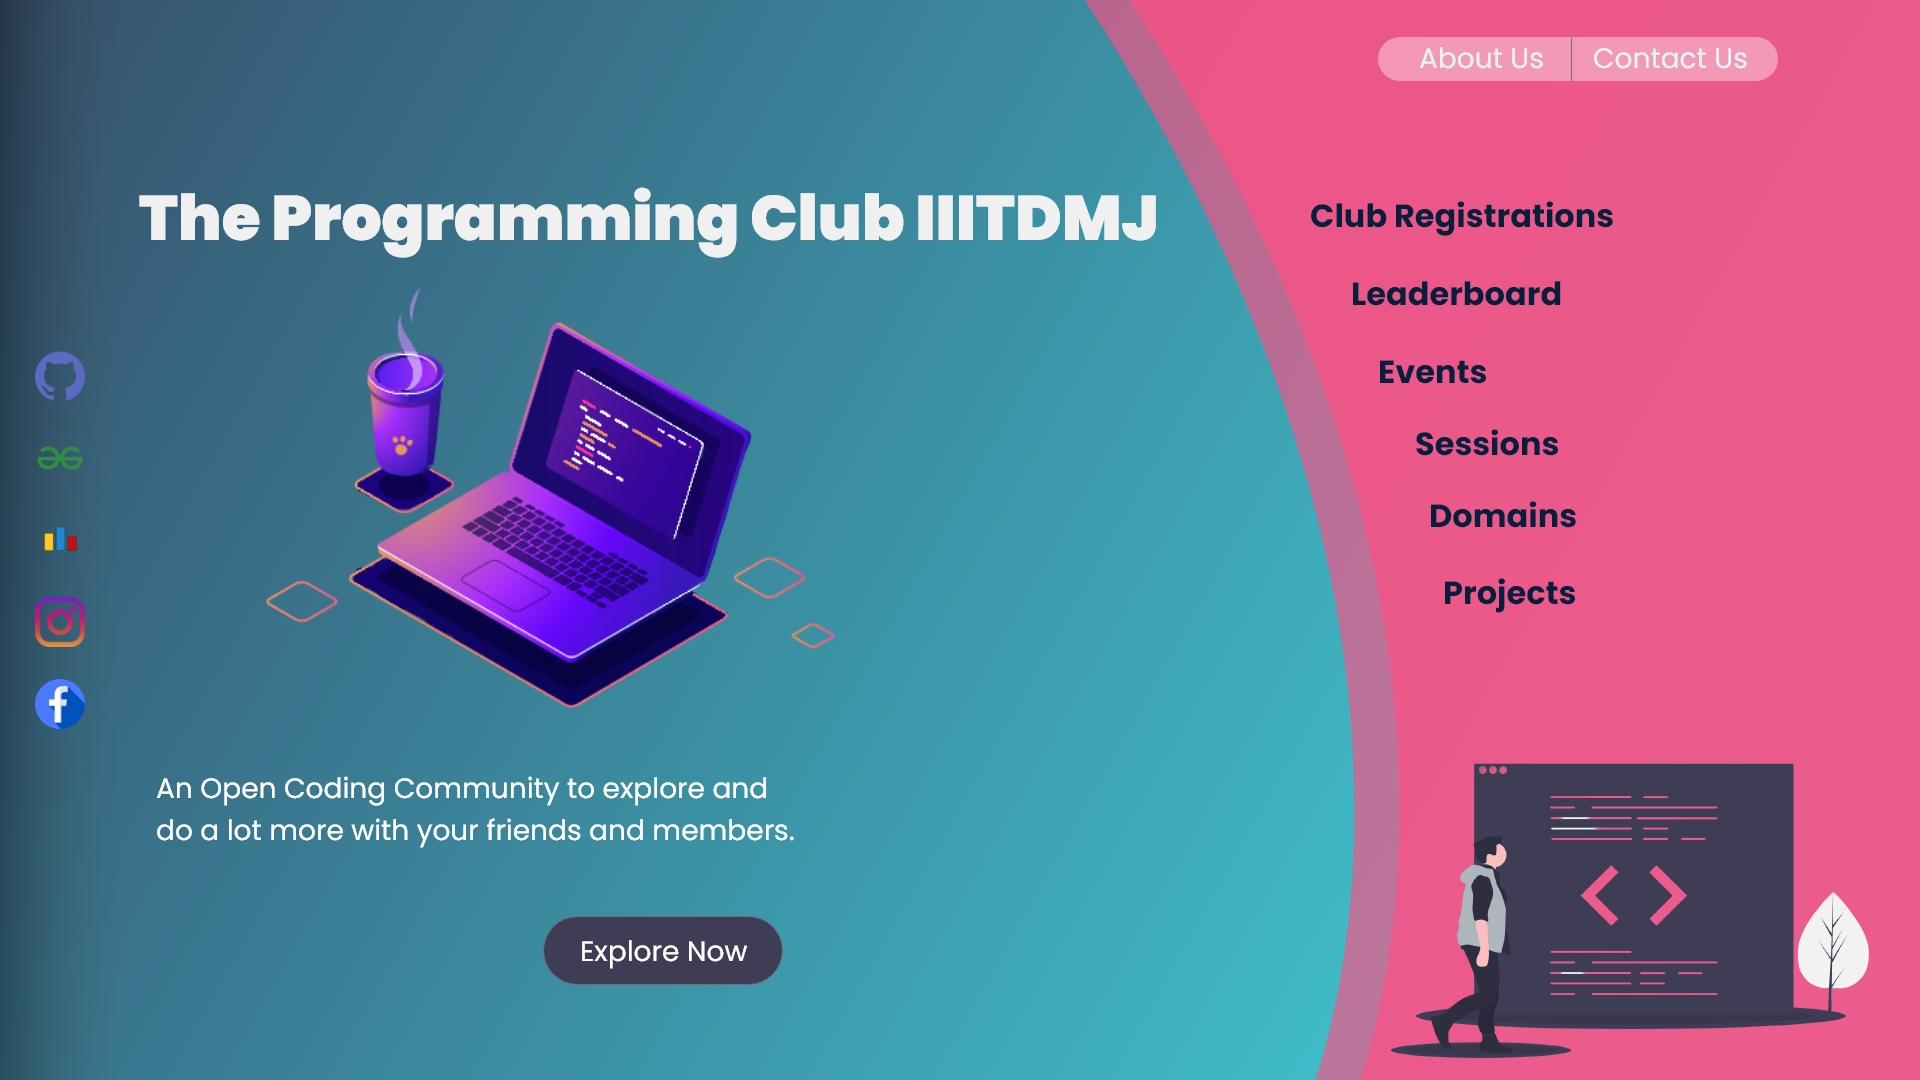 About Us
Contact Us
The Programming Club IIITDMJ
Club Registrations
Leaderboard
Events
Sessions
Domains
Projects
An Open Coding Community to explore and
do a lot more with your friends and members.
Explore Now